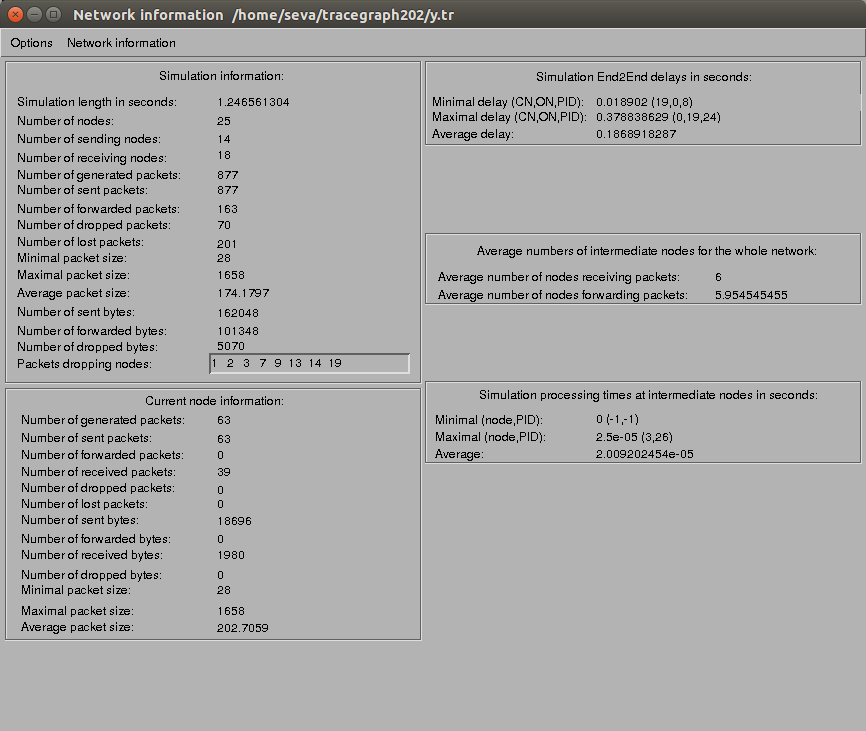 Network information /home/seva/tracegraph202/y.tr
Options Network information
Simulation information:
Simulation length in seconds: 1.246561304
Number of nodes: 25
Number of sending nodes: 14
Number of receiving nodes: 18
Number of generated packets: 877
Number of sent packets: 877
Number of forwarded packets: 163
Number of dropped packets: 70
Number of lost packets: 201
Minimal packet size: 28
Maximal packet size: 1658
Average packet size: 174.1797
Number of sent bytes: 162048
Number of forwarded bytes: 101348
Number of dropped bytes: 5070
Packets dropping nodes: 1 2 3 7 9 13 14 19
Current node information:
Number of generated packets: 63
Number of sent packets: 63
Number of forwarded packets: 0
Number of received packets: 39
Number of dropped packets: 0
Number of lost packets: 0
Number of sent bytes: 18696
Number of forwarded bytes: 0
Number of received bytes: 1980
Number of dropped bytes: 0
Minimal packet size: 28
Maximal packet size: 1658
Average packet size: 202.7059
Simulation End2End delays in seconds:
Minimal delay (CN,ON,PID): 0.018902 (19,0,8)
Maximal delay (CN,ON,PID): 0.378838629 (0,19,24)
Average delay: 0.1868918287
Average numbers of intermediate nodes for the whole network:
Average number of nodes receiving packets: 6
Average number of nodes forwarding packets: 5.954545455
Simulation processing times at intermediate nodes in seconds:
Minimal (node,PID): 0 (-1,-1)
Maximal (node,PID): 2.5e-05 (3,26)
Average: 2.009202454e-05